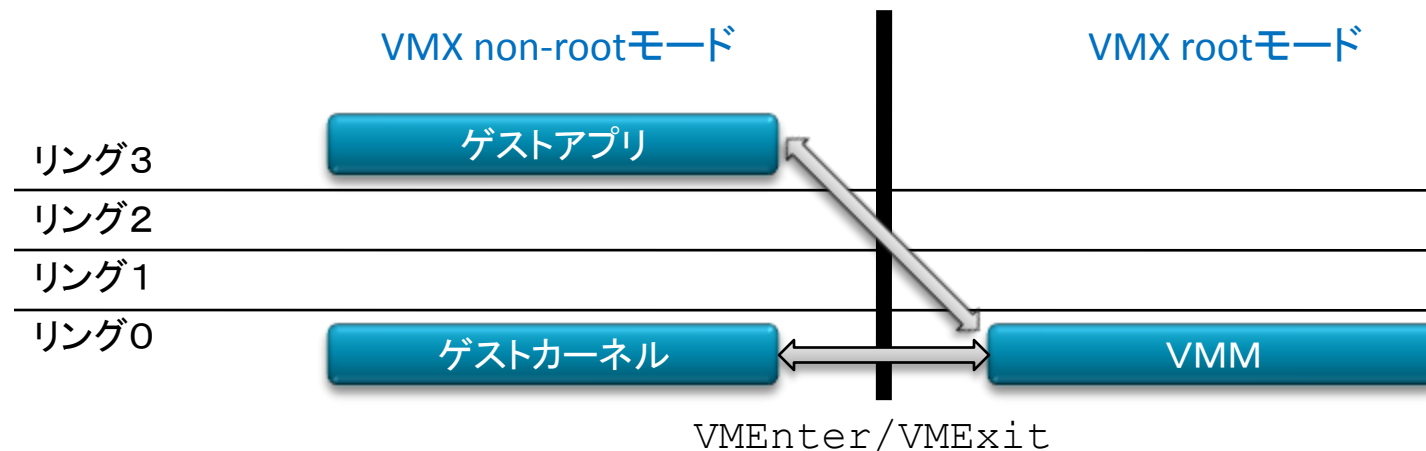 VMX non-rootモード
VMX rootモード
リング3
ゲストアプリ
リング2
リング1
リング0
ゲストカーネル
VMM
VMEnter/VMExit